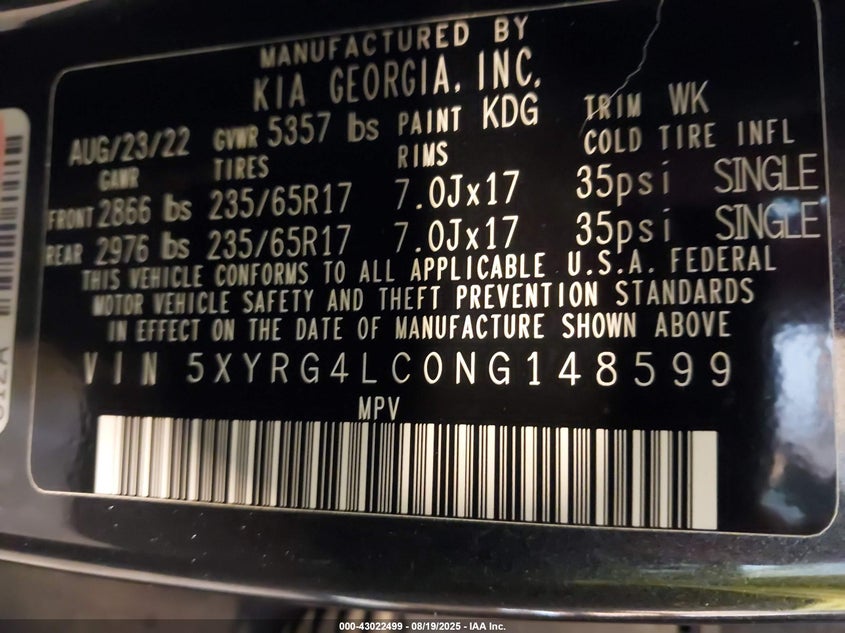 MANUFACTURED BY
KIA GEORGIA, INC.
AUG/23/22 GVWR 5357 lbs PAINT KDG TRIM WK
GAWR TIRES RIMS COLD TIRE INFL
FRONT 2866 lbs 235/65R17 7.0Jx17 35psi SINGLE
REAR 2976 lbs 235/65R17 7.0Jx17 35psi SINGLE
THIS VEHICLE CONFORMS TO ALL APPLICABLE U.S.A. FEDERAL
MOTOR VEHICLE SAFETY AND THEFT PREVENTION STANDARDS
IN EFFECT ON THE DATE OF MANUFACTURE SHOWN ABOVE
VIN 5XYRG4LC0NG148599
MPV
000-43022499 - 08/19/2025 - IAA Inc.